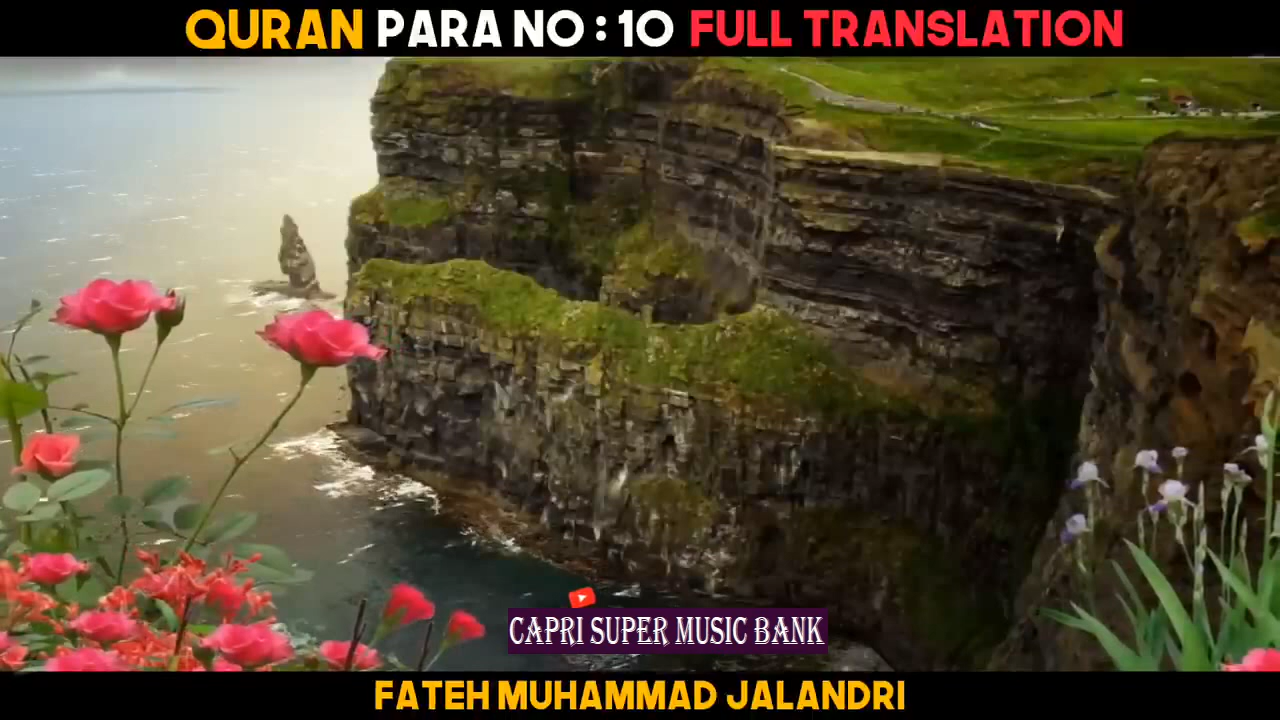 QURAN PARA NO : 10 FULL TRANSLATION
CAPRI SUPER MUSIC BANK
FATEH MUHAMMAD JALANDRI